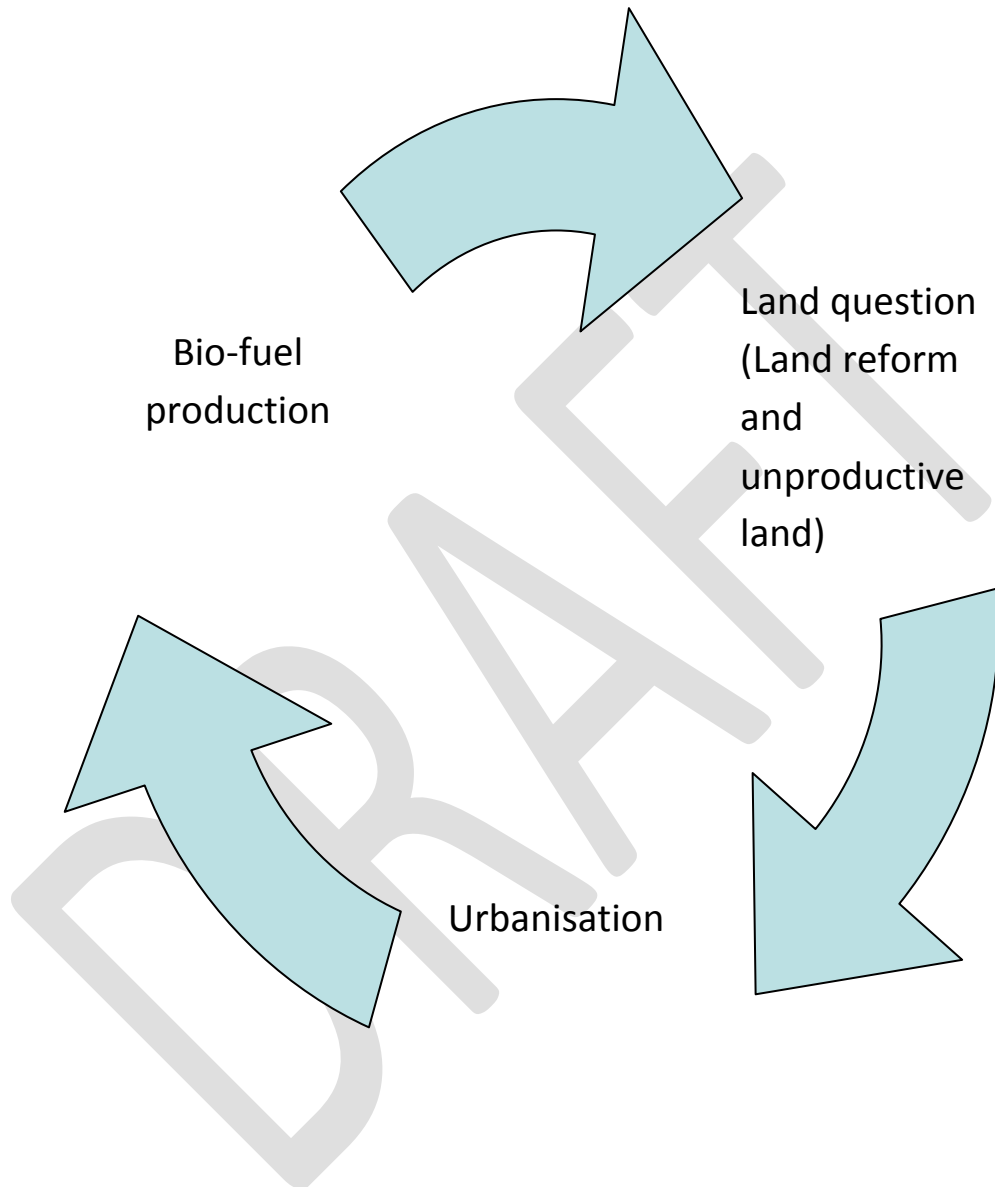 Bio-fuel
production
Land question
(Land reform
and
unproductive
land)
Urbanisation
DRAFT